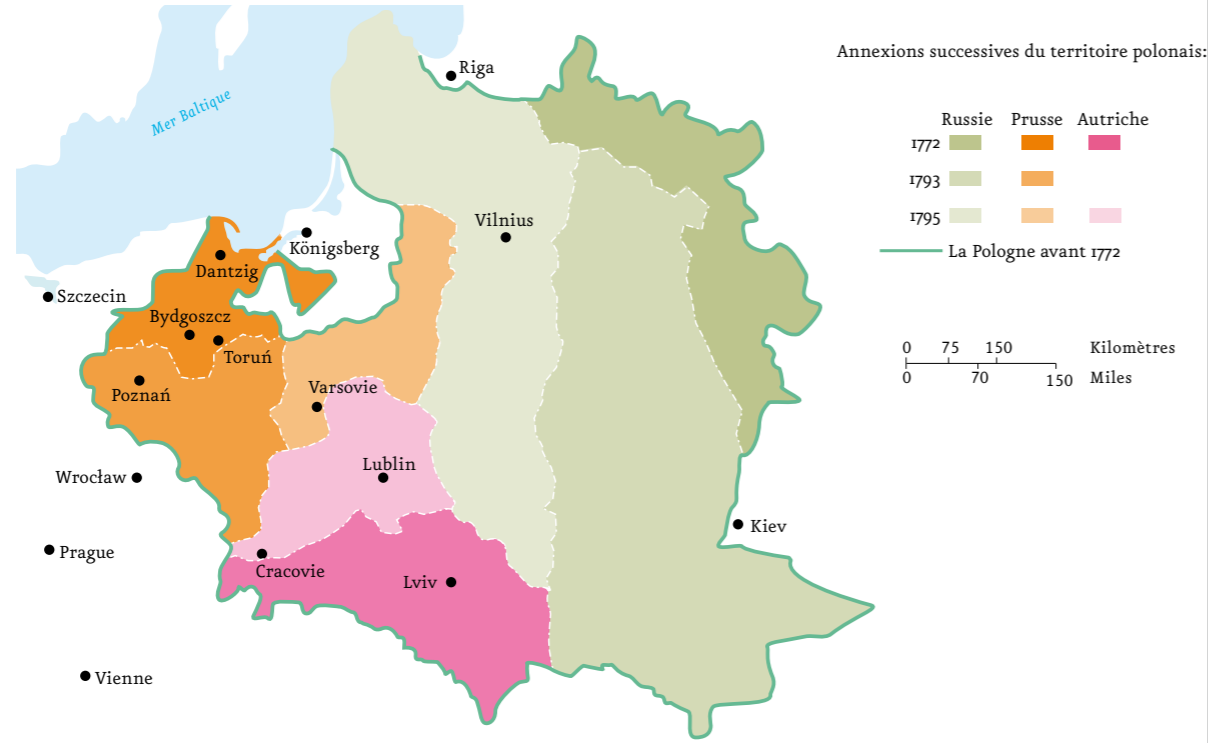 Annexions successives du territoire polonais:
Russie Prusse Autriche
1772
1793
1795
La Pologne avant 1772
0 75 150 Kilomètres
0 70 150 Miles
Mer Baltique
Riga
Vilnius
Königsberg
Dantzig
Szczecin
Bydgoszcz
Toruń
Poznań
Varsovie
Wrocław
Lublin
Kiev
Prague
Cracovie
Lviv
Vienne